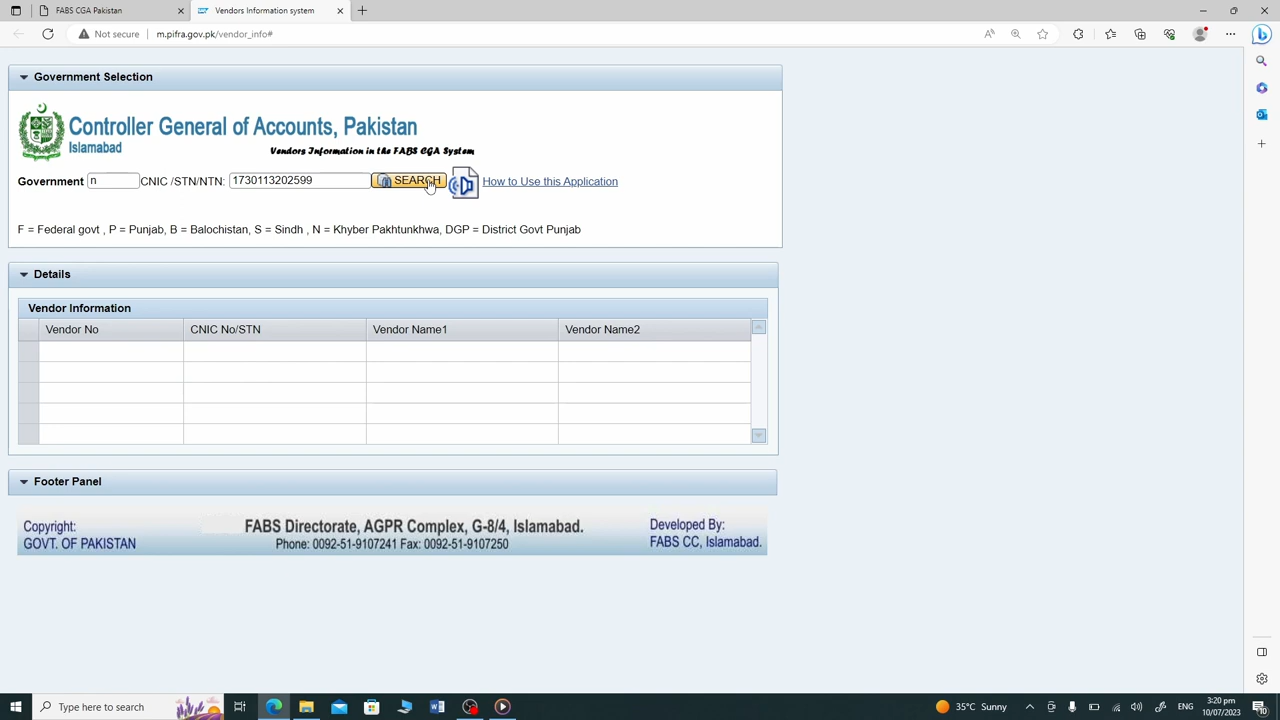 FABS CGA Pakistan
Vendors Information system
Not secure
m.pifra.gov.pk/vendor_info#
Government Selection
Controller General of Accounts, Pakistan
Islamabad
Vendors Information in the FABS CGA System
Government n CNIC /STN/NTN: 1730113202599 SEARCH How to Use this Application
F = Federal govt , P = Punjab, B = Balochistan, S = Sindh , N = Khyber Pakhtunkhwa, DGP = District Govt Punjab
Details
Vendor Information
Vendor No CNIC No/STN Vendor Name1 Vendor Name2
Footer Panel
Copyright:
GOVT. OF PAKISTAN
FABS Directorate, AGPR Complex, G-8/4, Islamabad.
Phone: 0092-51-9107241 Fax: 0092-51-9107250
Developed By:
FABS CC, Islamabad.
Type here to search
35°C Sunny
ENG
3:20 pm
10/07/2023